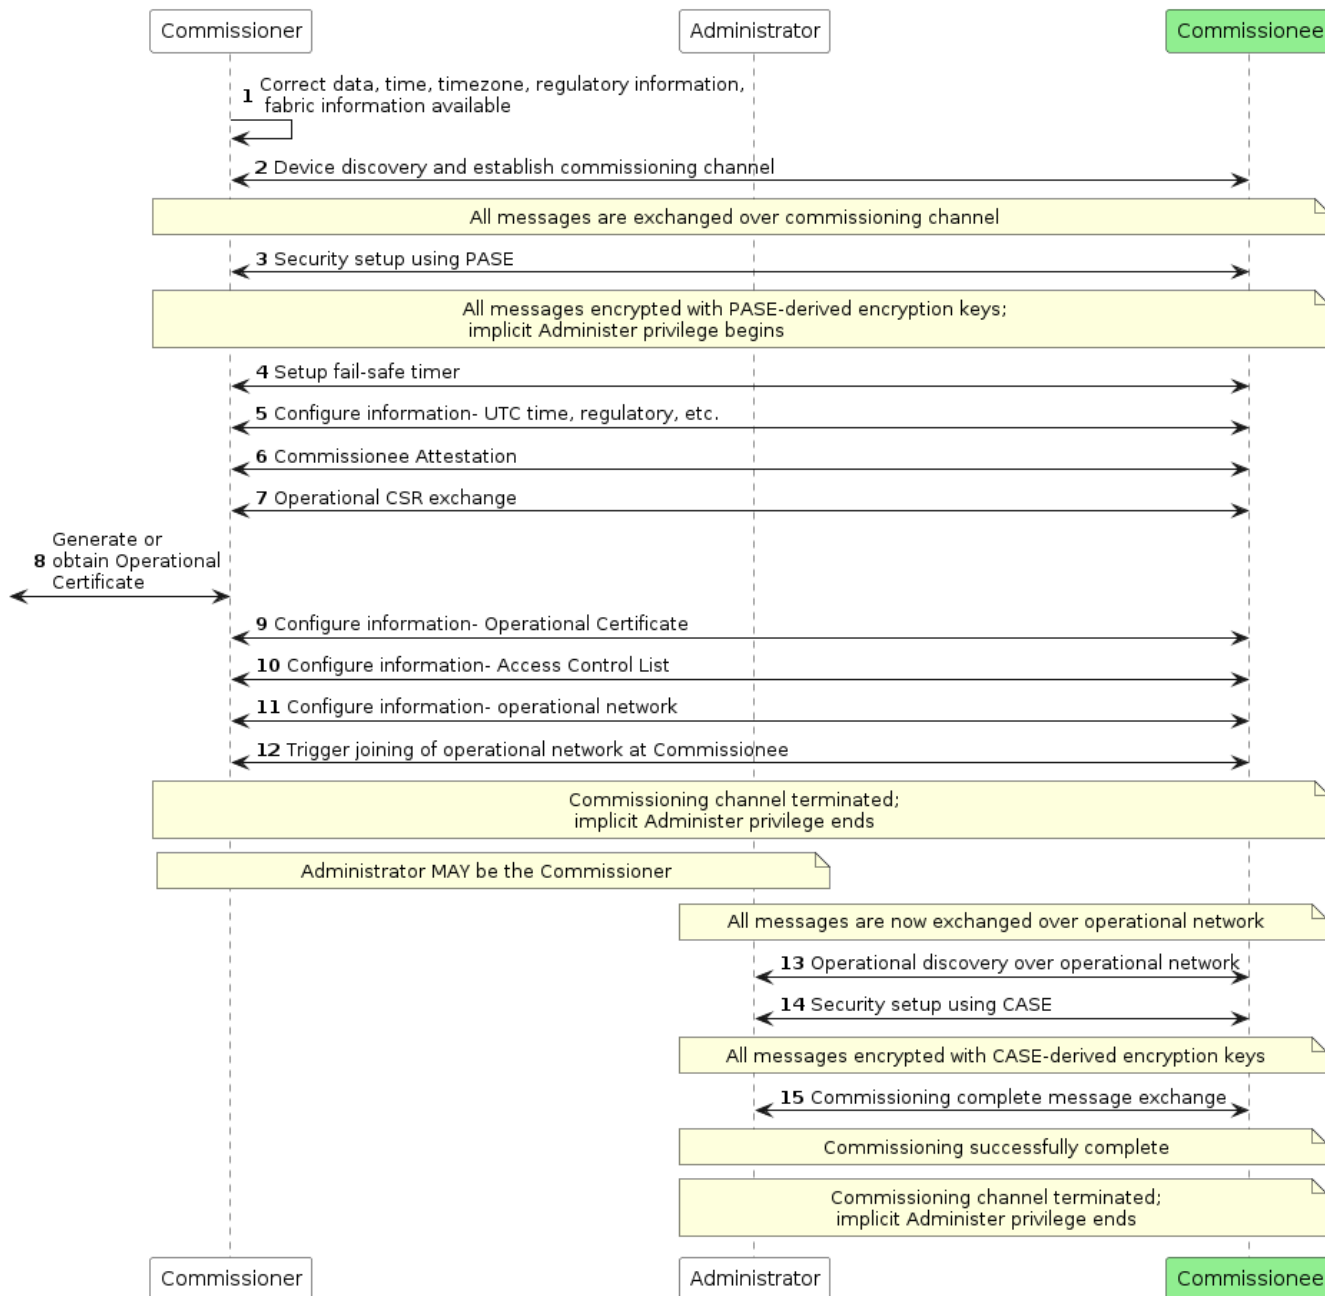 Commissioner
Administrator
Commissionee
1 Correct data, time, timezone, regulatory information,
fabric information available
2 Device discovery and establish commissioning channel
All messages are exchanged over commissioning channel
3 Security setup using PASE
All messages encrypted with PASE-derived encryption keys;
implicit Administer privilege begins
4 Setup fail-safe timer
5 Configure information- UTC time, regulatory, etc.
6 Commissionee Attestation
7 Operational CSR exchange
Generate or
8 obtain Operational
Certificate
9 Configure information- Operational Certificate
10 Configure information- Access Control List
11 Configure information- operational network
12 Trigger joining of operational network at Commissionee
Commissioning channel terminated;
implicit Administer privilege ends
Administrator MAY be the Commissioner
All messages are now exchanged over operational network
13 Operational discovery over operational network
14 Security setup using CASE
All messages encrypted with CASE-derived encryption keys
15 Commissioning complete message exchange
Commissioning successfully complete
Commissioning channel terminated;
implicit Administer privilege ends
Commissioner
Administrator
Commissionee